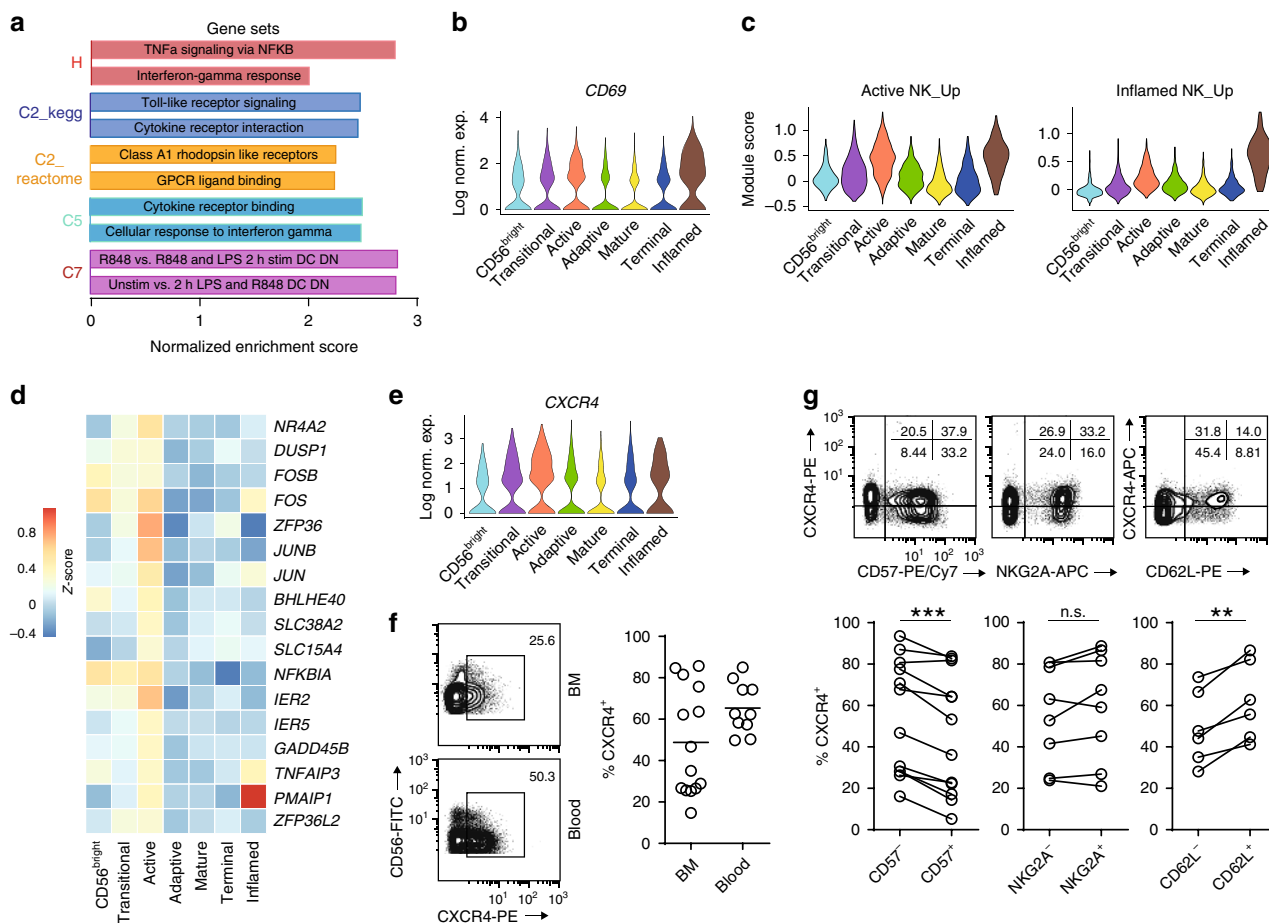 a
Gene sets
H
TNFa signaling via NFKB
Interferon-gamma response
C2_kegg
Toll-like receptor signaling
Cytokine receptor interaction
C2_
reactome
Class A1 rhodopsin like receptors
GPCR ligand binding
C5
Cytokine receptor binding
Cellular response to interferon gamma
C7
R848 vs. R848 and LPS 2 h stim DC DN
Unstim vs. 2 h LPS and R848 DC DN
0 1 2 3
Normalized enrichment score
b
CD69
Log norm. exp.
4
2
0
CD56bright
Transitional
Active
Adaptive
Mature
Terminal
Inflamed
c
Active NK_Up
Module score
1.0
0.5
0
−0.5
CD56bright
Transitional
Active
Adaptive
Mature
Terminal
Inflamed
Inflamed NK_Up
1.0
0.5
0
CD56bright
Transitional
Active
Adaptive
Mature
Terminal
Inflamed
d
0.8
0.4
0
−0.4
Z-score
NR4A2
DUSP1
FOSB
FOS
ZFP36
JUNB
JUN
BHLHE40
SLC38A2
SLC15A4
NFKBIA
IER2
IER5
GADD45B
TNFAIP3
PMAIP1
ZFP36L2
CD56bright
Transitional
Active
Adaptive
Mature
Terminal
Inflamed
e
CXCR4
Log norm. exp.
3
2
1
0
CD56bright
Transitional
Active
Adaptive
Mature
Terminal
Inflamed
f
25.6
BM
50.3
Blood
10³
10²
10¹
CD56-FITC
10¹ 10² 10³
CXCR4-PE
% CXCR4+
100
80
60
40
20
0
BM
Blood
g
CXCR4-PE
10³
10²
10¹
20.5 37.9
8.44 33.2
10¹ 10² 10³
CD57-PE/Cy7
26.9 33.2
24.0 16.0
NKG2A-APC
CXCR4-APC
31.8 14.0
45.4 8.81
CD62L-PE
% CXCR4+
100
80
60
40
20
0
***
CD57−
CD57+
100
80
60
40
20
0
n.s.
NKG2A−
NKG2A+
100
80
60
40
20
0
**
CD62L−
CD62L+